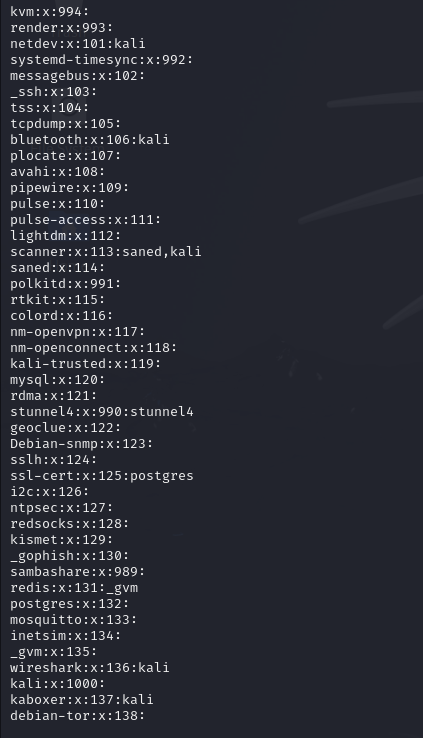 kvm:x:994:
render:x:993:
netdev:x:101:kali
systemd-timesync:x:992:
messagebus:x:102:
_ssh:x:103:
tss:x:104:
tcpdump:x:105:
bluetooth:x:106:kali
plocate:x:107:
avahi:x:108:
pipewire:x:109:
pulse:x:110:
pulse-access:x:111:
lightdm:x:112:
scanner:x:113:saned,kali
saned:x:114:
polkitd:x:991:
rtkit:x:115:
colord:x:116:
nm-openvpn:x:117:
nm-openconnect:x:118:
kali-trusted:x:119:
mysql:x:120:
rdma:x:121:
stunnel4:x:990:stunnel4
geoclue:x:122:
Debian-snmp:x:123:
sslh:x:124:
ssl-cert:x:125:postgres
i2c:x:126:
ntpsec:x:127:
redsocks:x:128:
kismet:x:129:
_gophish:x:130:
sambashare:x:989:
redis:x:131:_gvm
postgres:x:132:
mosquitto:x:133:
inetsim:x:134:
_gvm:x:135:
wireshark:x:136:kali
kali:x:1000:
kaboxer:x:137:kali
debian-tor:x:138: